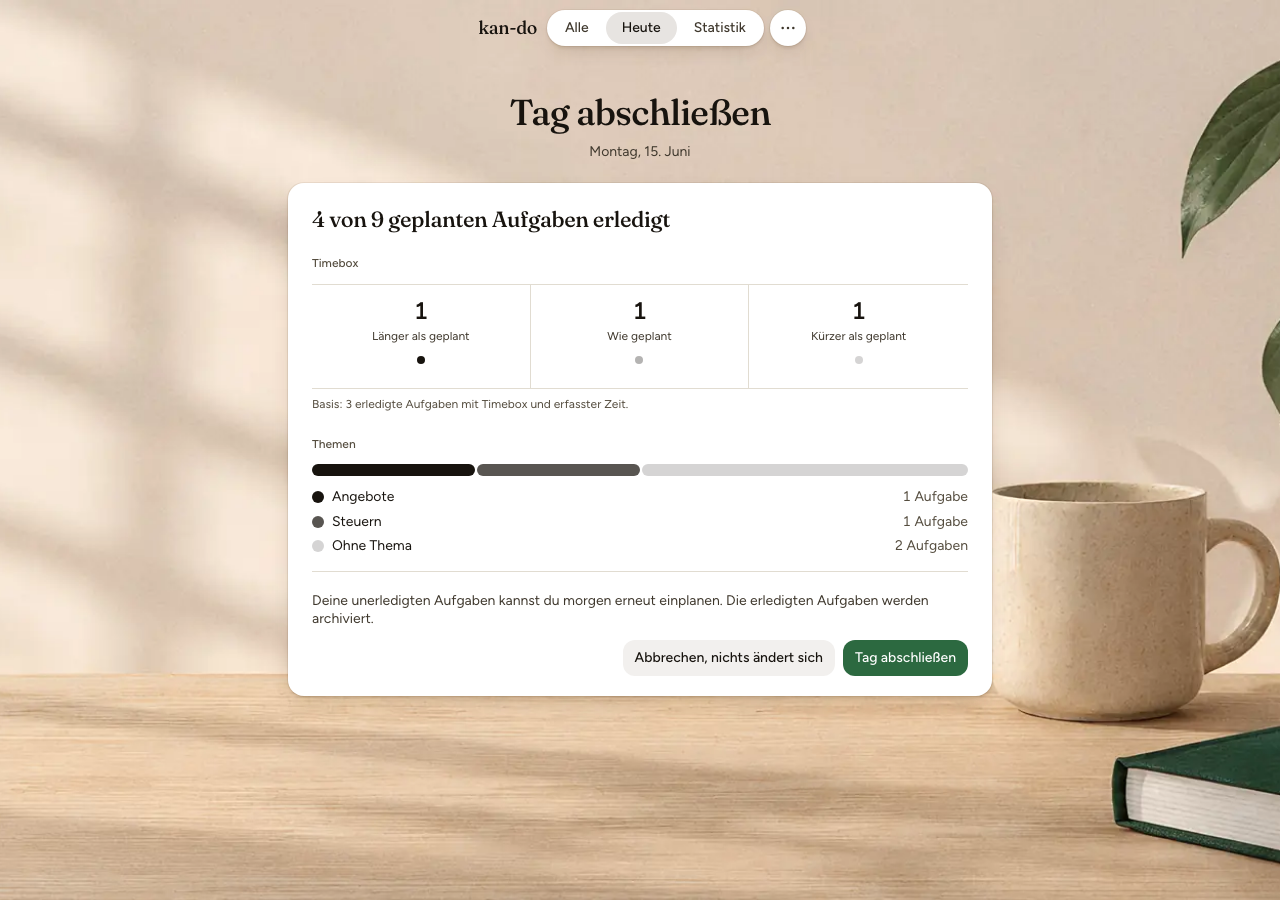 kan-do
Alle
Heute
Statistik
Tag abschließen
Montag, 15. Juni
4 von 9 geplanten Aufgaben erledigt
Timebox
1
Länger als geplant
1
Wie geplant
1
Kürzer als geplant
Basis: 3 erledigte Aufgaben mit Timebox und erfasster Zeit.
Themen
Angebote
1 Aufgabe
Steuern
1 Aufgabe
Ohne Thema
2 Aufgaben
Deine unerledigten Aufgaben kannst du morgen erneut einplanen. Die erledigten Aufgaben werden
archiviert.
Abbrechen, nichts ändert sich
Tag abschließen